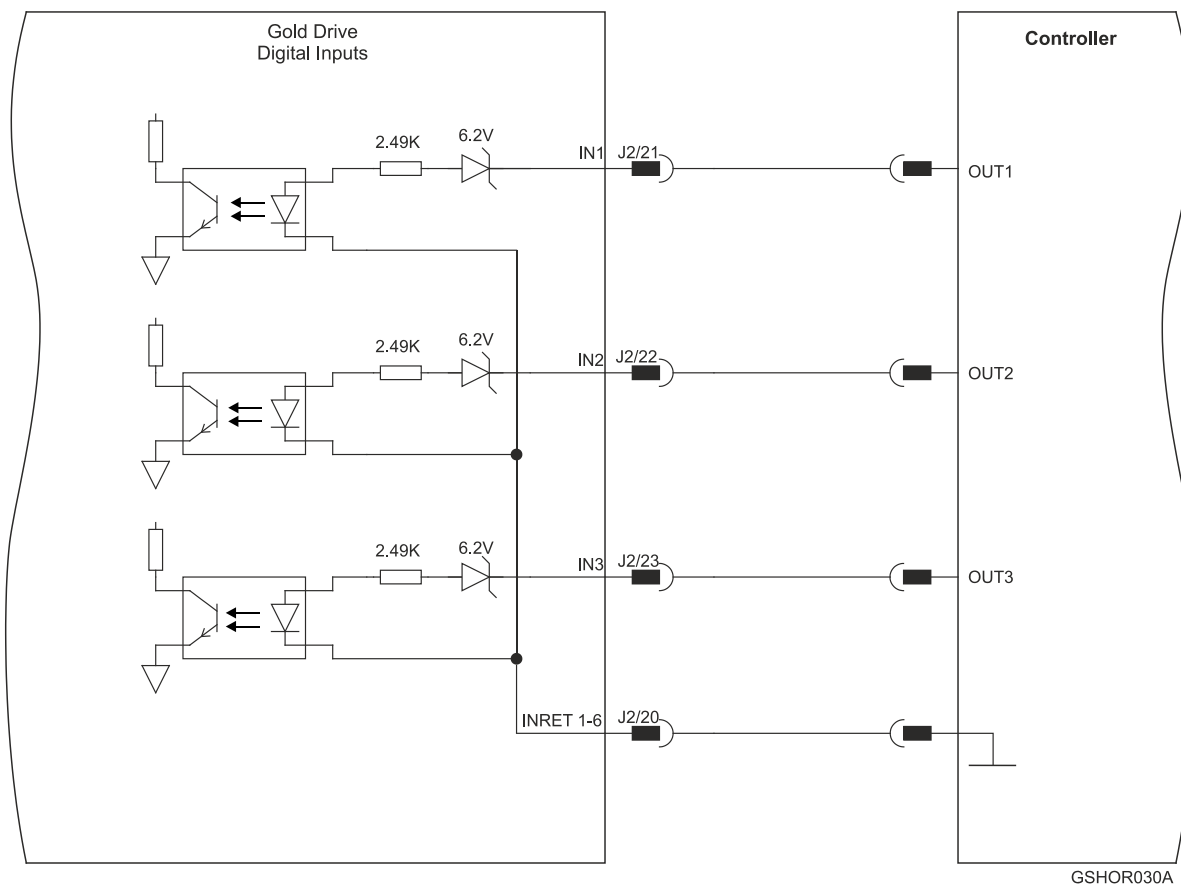 Gold Drive
Digital Inputs
Controller
2.49K
6.2V
IN1
J2/21
OUT1
2.49K
6.2V
IN2
J2/22
OUT2
2.49K
6.2V
IN3
J2/23
OUT3
INRET 1-6
J2/20
GSHOR030A